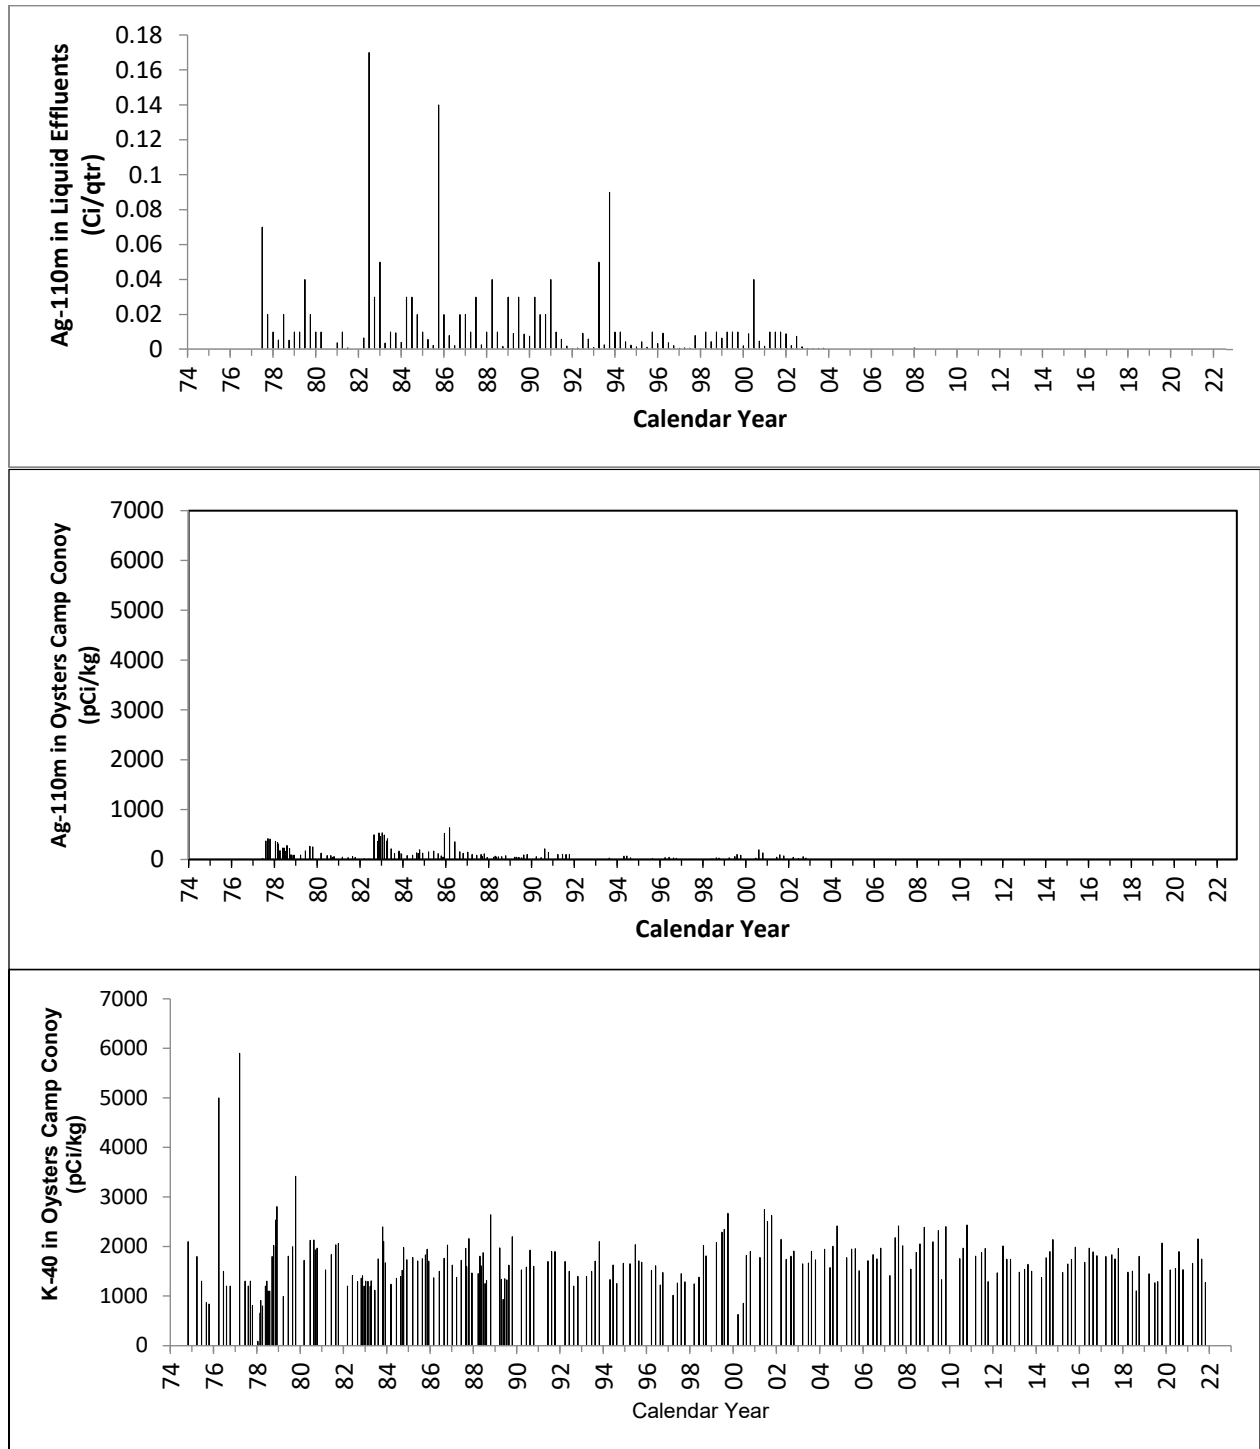 Ag-110m in Liquid Effluents
(Ci/qtr)
0.18
0.16
0.14
0.12
0.1
0.08
0.06
0.04
0.02
0
74 76 78 80 82 84 86 88 90 92 94 96 98 00 02 04 06 08 10 12 14 16 18 20 22
Calendar Year
Ag-110m in Oysters Camp Conoy
(pCi/kg)
7000
6000
5000
4000
3000
2000
1000
0
74 76 78 80 82 84 86 88 90 92 94 96 98 00 02 04 06 08 10 12 14 16 18 20 22
Calendar Year
K-40 in Oysters Camp Conoy
(pCi/kg)
7000
6000
5000
4000
3000
2000
1000
0
74 76 78 80 82 84 86 88 90 92 94 96 98 00 02 04 06 08 10 12 14 16 18 20 22
Calendar Year